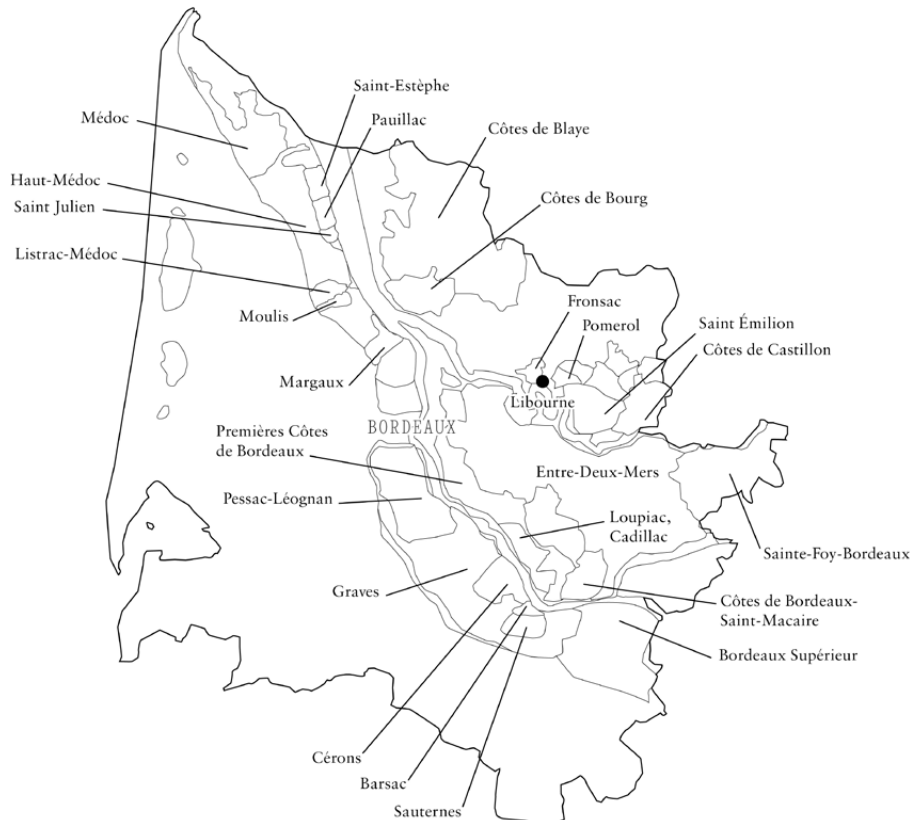 Saint-Estèphe
Médoc
Pauillac
Côtes de Blaye
Haut-Médoc
Saint Julien
Côtes de Bourg
Listrac-Médoc
Fronsac
Moulis
Pomerol
Saint Émilion
Côtes de Castillon
Margaux
Libourne
BORDEAUX
Premières Côtes
de Bordeaux
Entre-Deux-Mers
Pessac-Léognan
Loupiac,
Cadillac
Sainte-Foy-Bordeaux
Graves
Côtes de Bordeaux-
Saint-Macaire
Bordeaux Supérieur
Cérons
Barsac
Sauternes